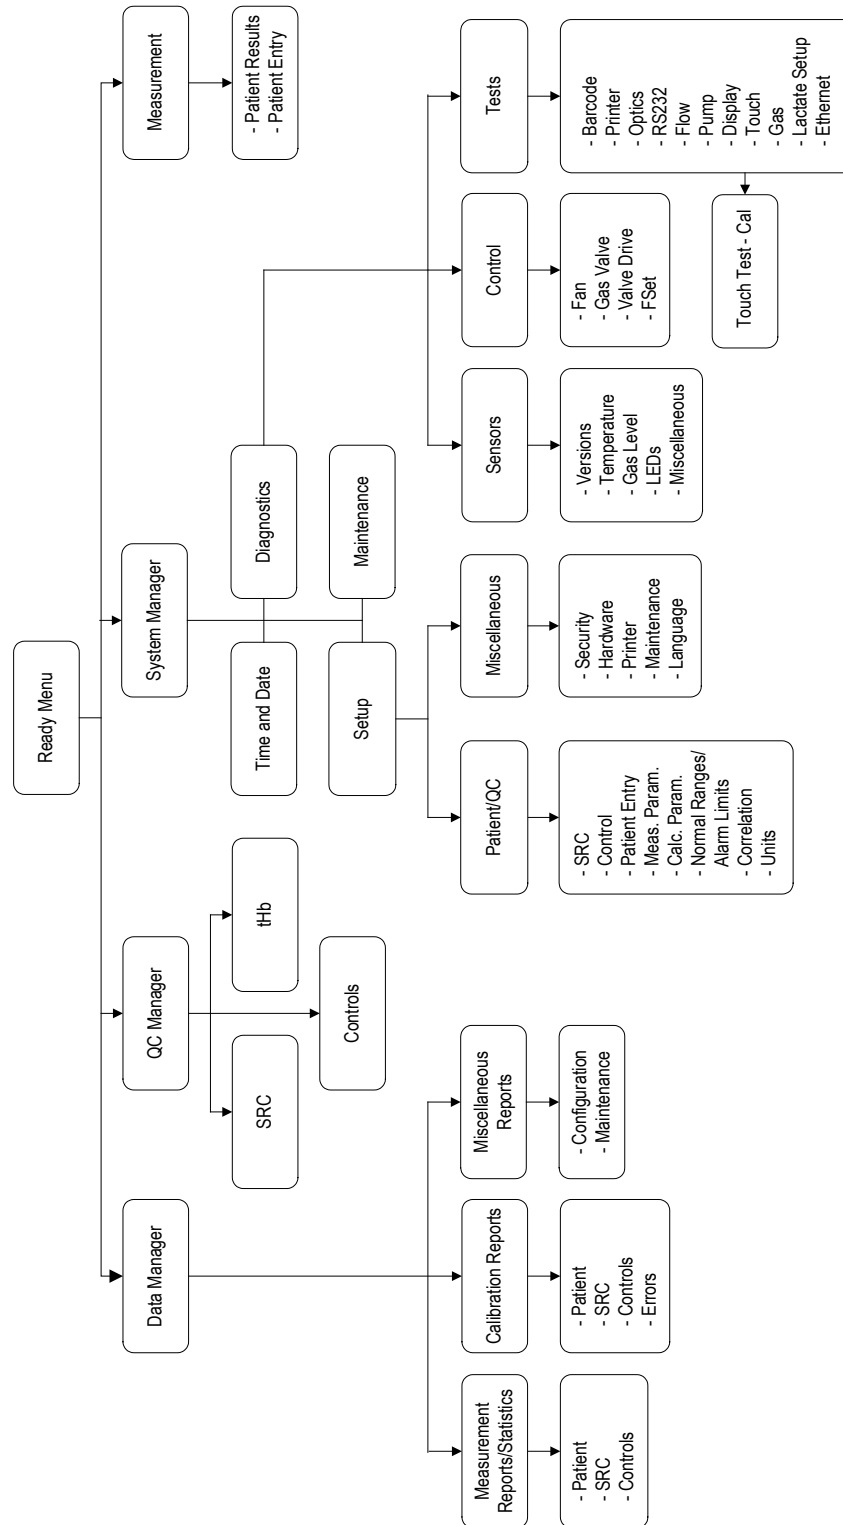 Ready Menu
Data Manager
QC Manager
System Manager
Measurement
- Patient Results
- Patient Entry
SRC
tHb
Controls
Time and Date
Diagnostics
Setup
Maintenance
Measurement
Reports/Statistics
Calibration Reports
Miscellaneous
Reports
Patient/QC
Miscellaneous
Sensors
Control
Tests
- Patient
- SRC
- Controls
- Patient
- SRC
- Controls
- Errors
- Configuration
- Maintenance
- SRC
- Control
- Patient Entry
- Meas. Param.
- Calc. Param.
- Normal Ranges/
Alarm Limits
- Correlation
- Units
- Security
- Hardware
- Printer
- Maintenance
- Language
- Versions
- Temperature
- Gas Level
- LEDs
- Miscellaneous
- Fan
- Gas Valve
- Valve Drive
- FSet
- Barcode
- Printer
- Optics
- RS232
- Flow
- Pump
- Display
- Touch
- Gas
- Lactate Setup
- Ethernet
Touch Test - Cal